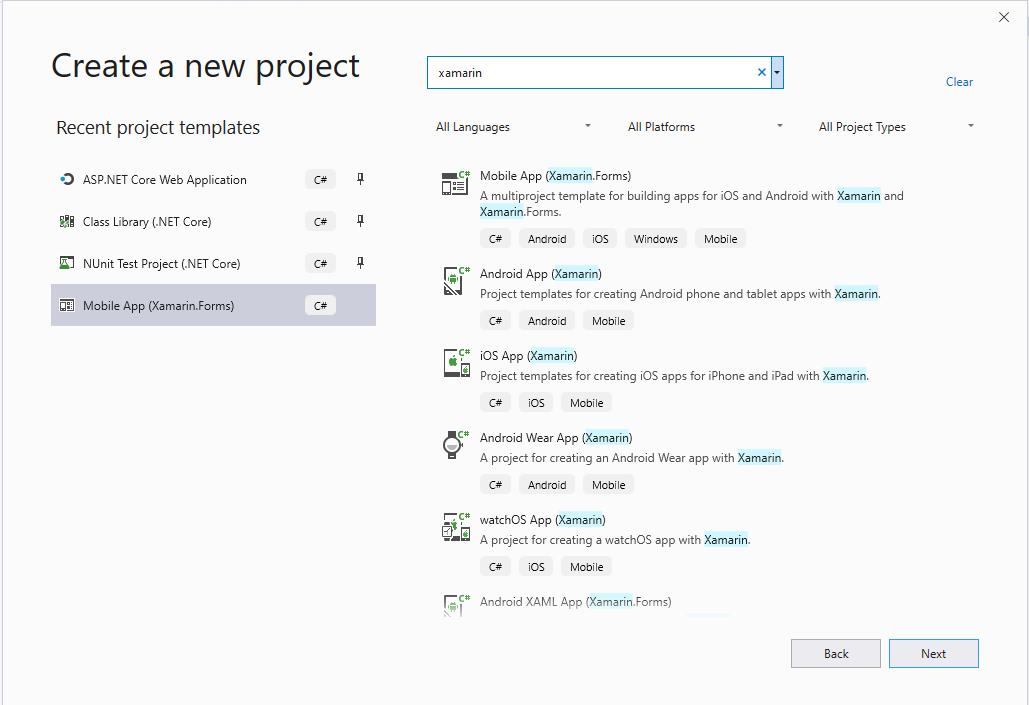 Create a new project
xamarin
Clear
Recent project templates
All Languages
All Platforms
All Project Types
ASP.NET Core Web Application
C#
Class Library (.NET Core)
C#
NUnit Test Project (.NET Core)
C#
Mobile App (Xamarin.Forms)
C#
C#
Mobile App (Xamarin.Forms)
A multiproject template for building apps for iOS and Android with Xamarin and
Xamarin.Forms.
C# Android iOS Windows Mobile
C#
Android App (Xamarin)
Project templates for creating Android phone and tablet apps with Xamarin.
C# Android Mobile
C#
iOS App (Xamarin)
Project templates for creating iOS apps for iPhone and iPad with Xamarin.
C# iOS Mobile
C#
Android Wear App (Xamarin)
A project for creating an Android Wear app with Xamarin.
C# Android Mobile
C#
watchOS App (Xamarin)
A project for creating a watchOS app with Xamarin.
C# iOS Mobile
C#
Android XAML App (Xamarin.Forms)
Back
Next